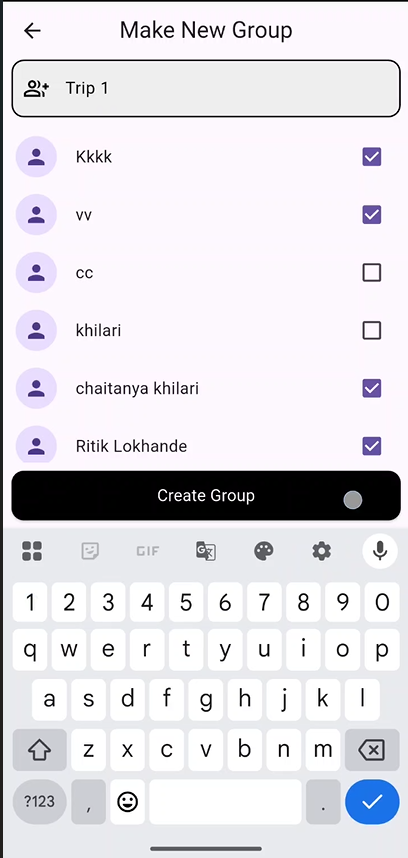 Make New Group
Trip 1
Kkkk
vv
cc
khilari
chaitanya khilari
Ritik Lokhande
Create Group
GIF
1 2 3 4 5 6 7 8 9 0
q w e r t y u i o p
a s d f g h j k l
z x c v b n m
?123 , .